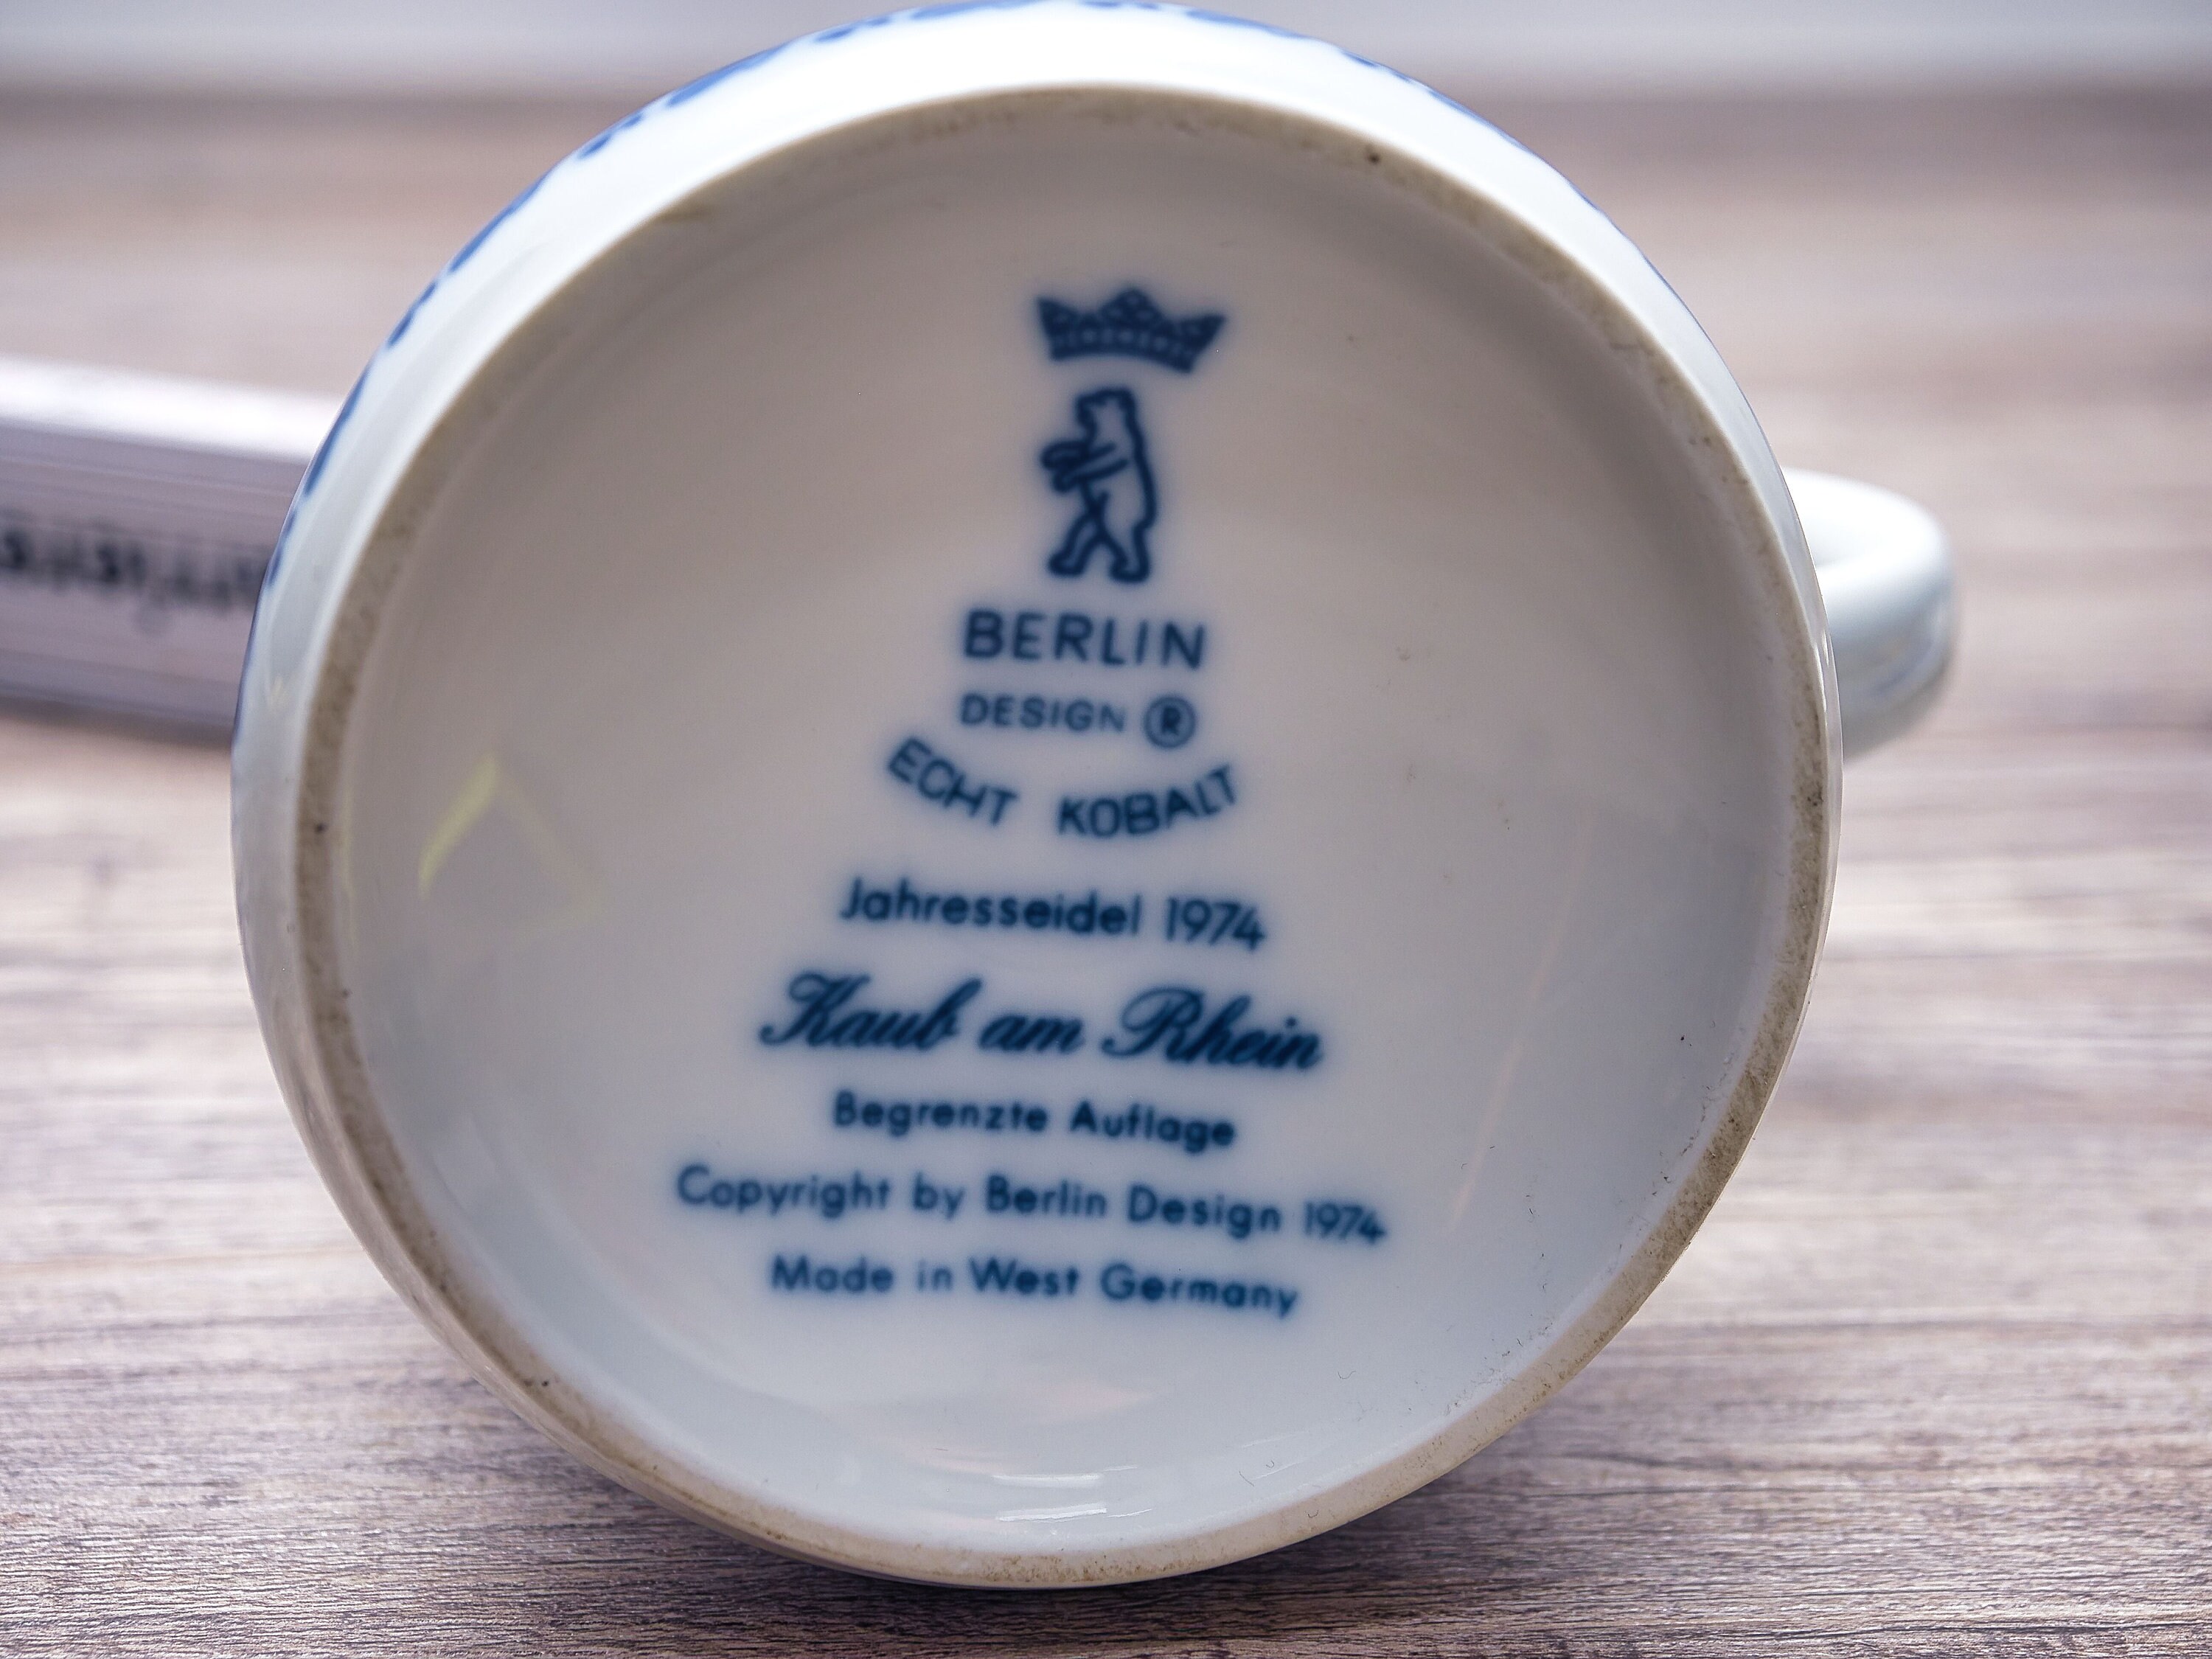 BERLIN
DESIGN ®
ECHT KOBALT
Jahresseidel 1974
Kaub am Rhein
Begrenzte Auflage
Copyright by Berlin Design 1974
Made in West Germany